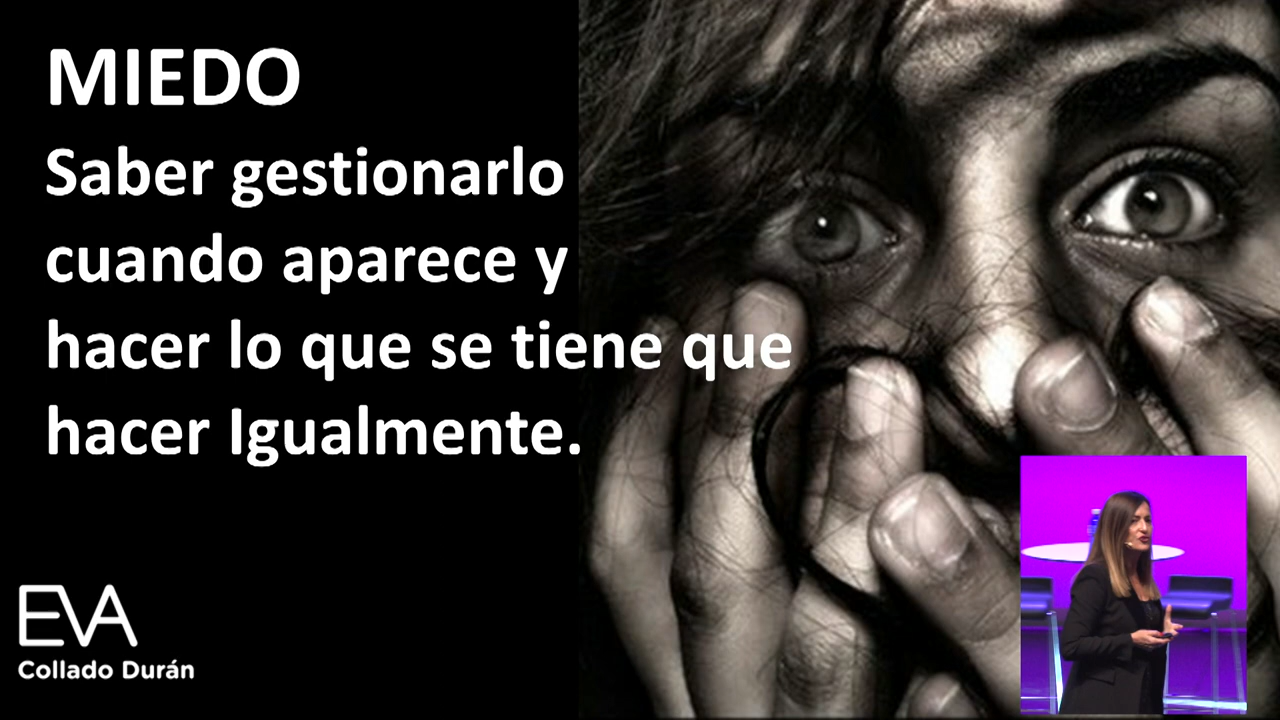 MIEDO
Saber gestionarlo
cuando aparece y
hacer lo que se tiene que
hacer Igualmente.
EVA
Collado Durán